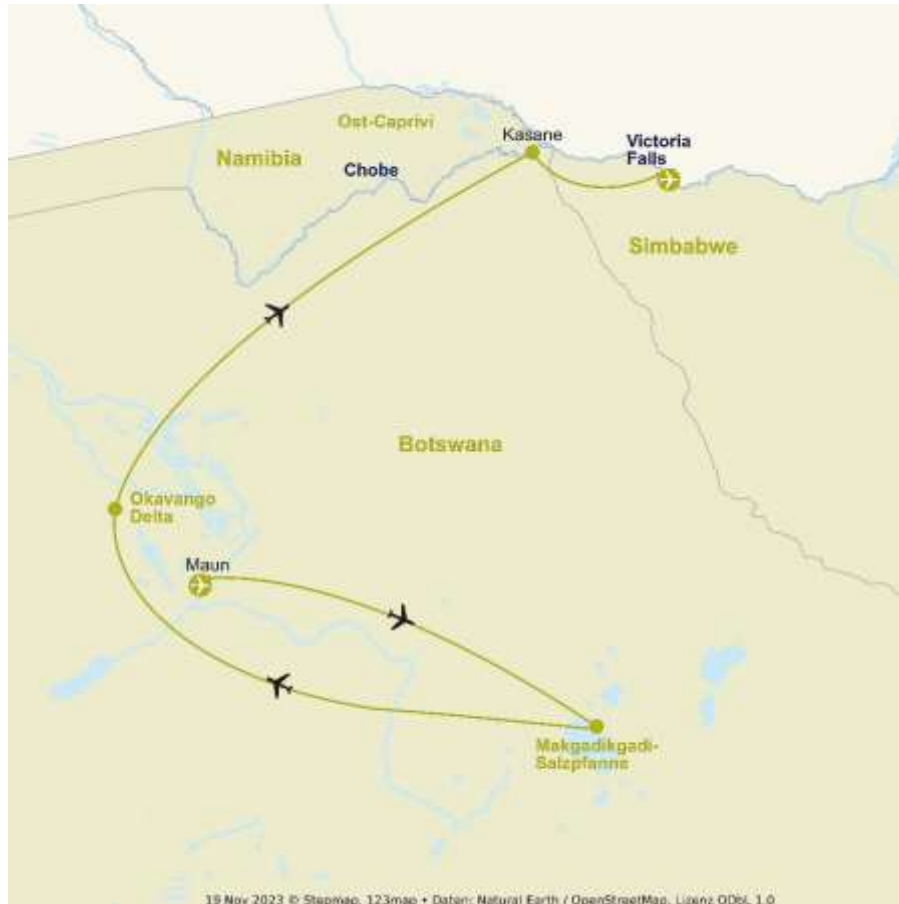 Ost-Caprivi
Kasane
Victoria
Falls
Namibia
Chobe
Simbabwe
Botswana
Okavango
Delta
Maun
Makgadikgadi-
Salzpfanne
19 Nov 2023 © Stepmap, 123map • Daten: Natural Earth / OpenStreetMap, Lizenz ODbL 1.0